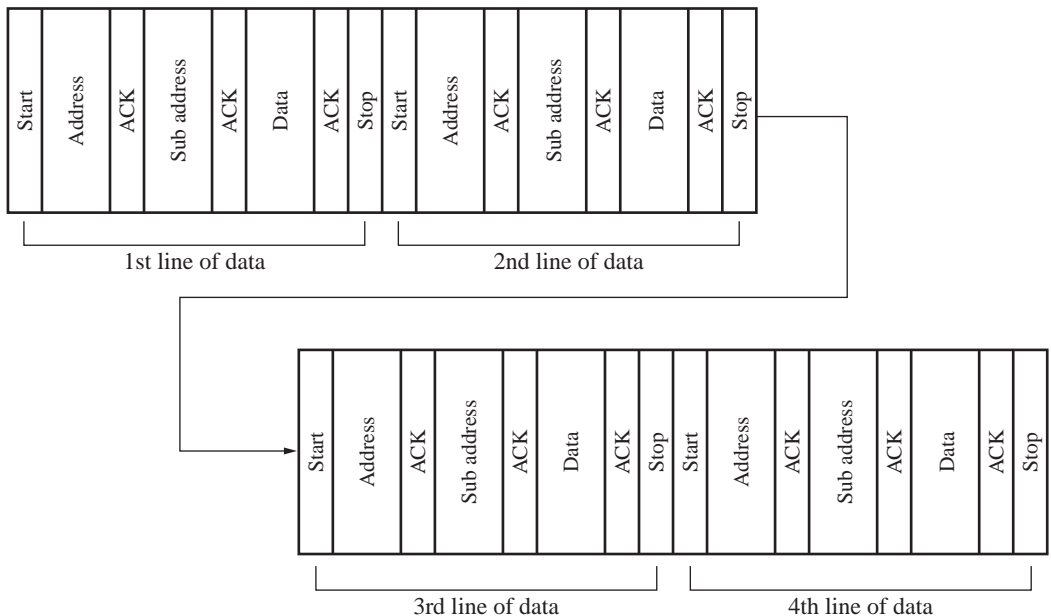 Start Address ACK Sub address ACK Data ACK Stop Start Address ACK Sub address ACK Data ACK Stop
1st line of data 2nd line of data
Start Address ACK Sub address ACK Data ACK Stop Start Address ACK Sub address ACK Data ACK Stop
3rd line of data 4th line of data